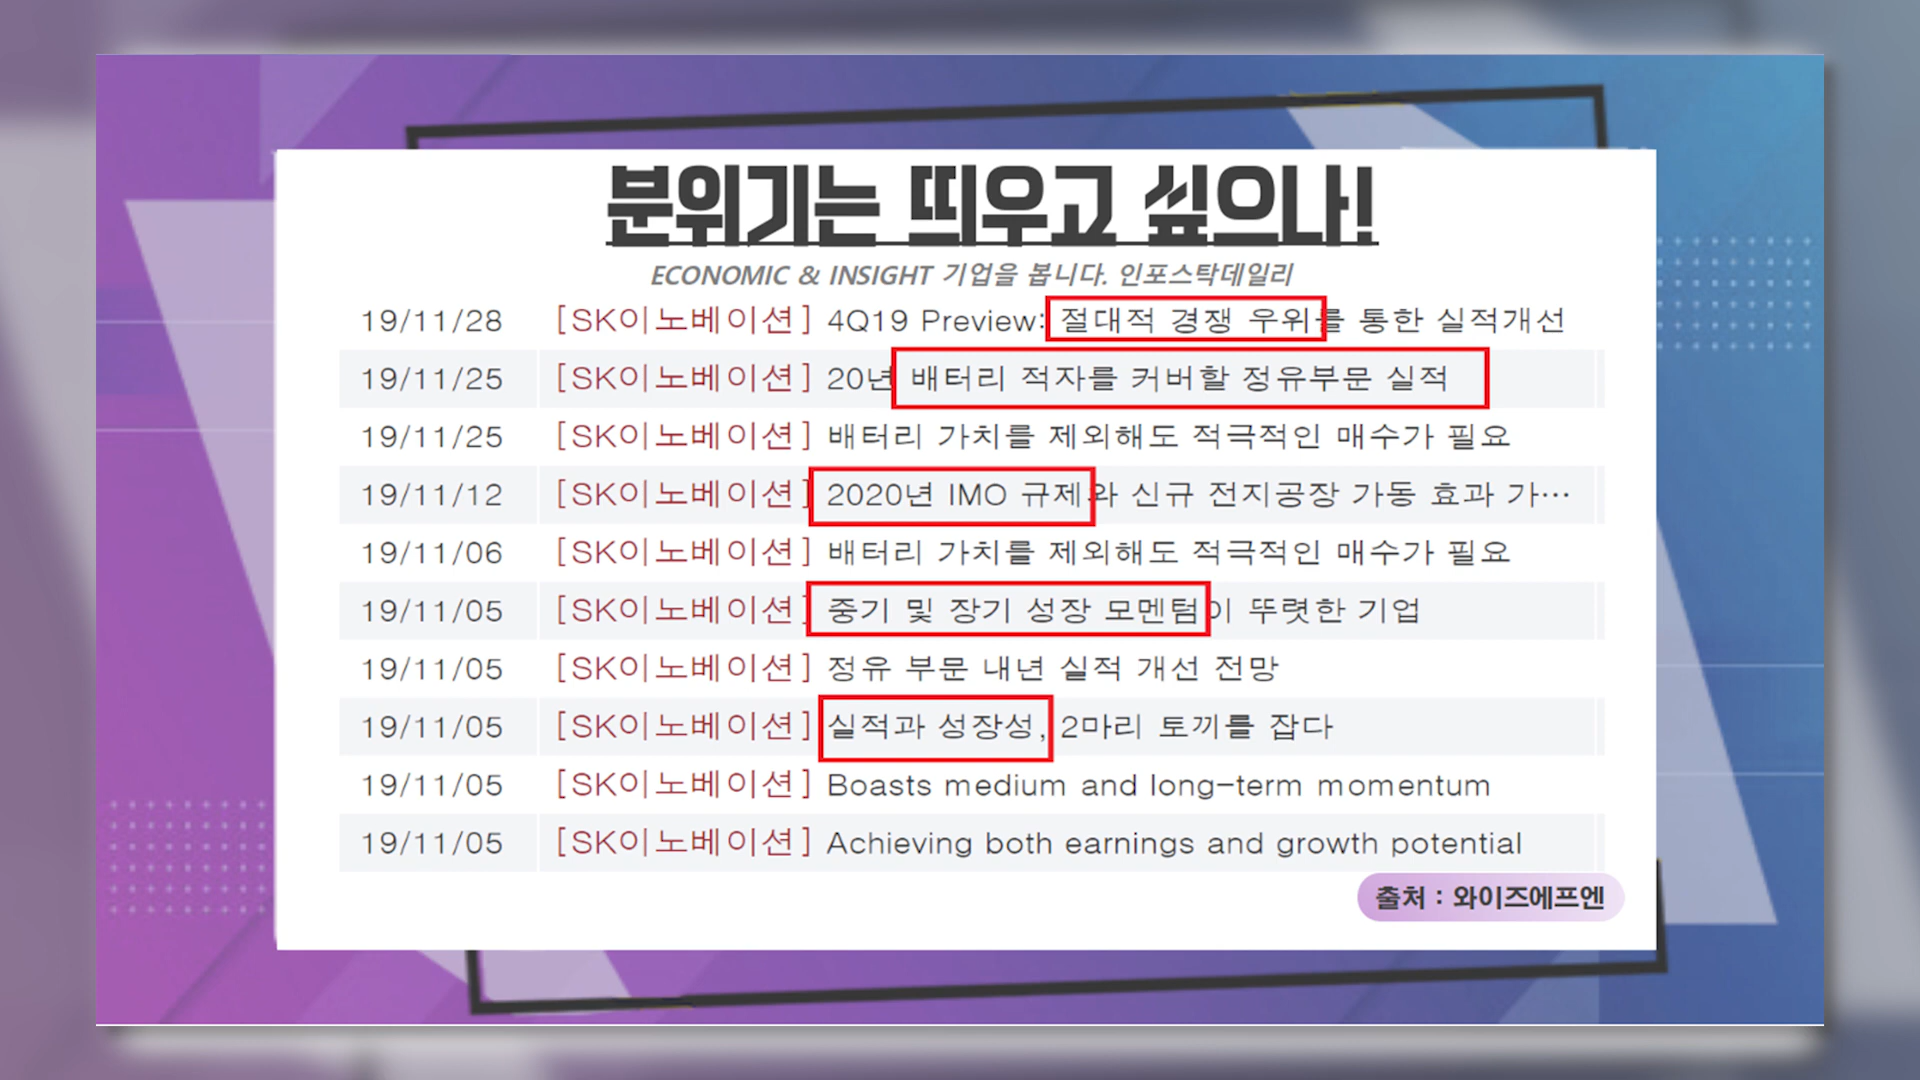 분위기는 띄우고 싶으나!
ECONOMIC & INSIGHT 기업을 봅니다. 인포스탁데일리
19/11/28 [SK이노베이션] 4Q19 Preview: 절대적 경쟁 우위를 통한 실적개선
19/11/25 [SK이노베이션] 20년 배터리 적자를 커버할 정유부문 실적
19/11/25 [SK이노베이션] 배터리 가치를 제외해도 적극적인 매수가 필요
19/11/12 [SK이노베이션] 2020년 IMO 규제와 신규 전지공장 가동 효과 가…
19/11/06 [SK이노베이션] 배터리 가치를 제외해도 적극적인 매수가 필요
19/11/05 [SK이노베이션] 중기 및 장기 성장 모멘텀이 뚜렷한 기업
19/11/05 [SK이노베이션] 정유 부문 내년 실적 개선 전망
19/11/05 [SK이노베이션] 실적과 성장성, 2마리 토끼를 잡다
19/11/05 [SK이노베이션] Boasts medium and long-term momentum
19/11/05 [SK이노베이션] Achieving both earnings and growth potential
출처 : 와이즈에프엔